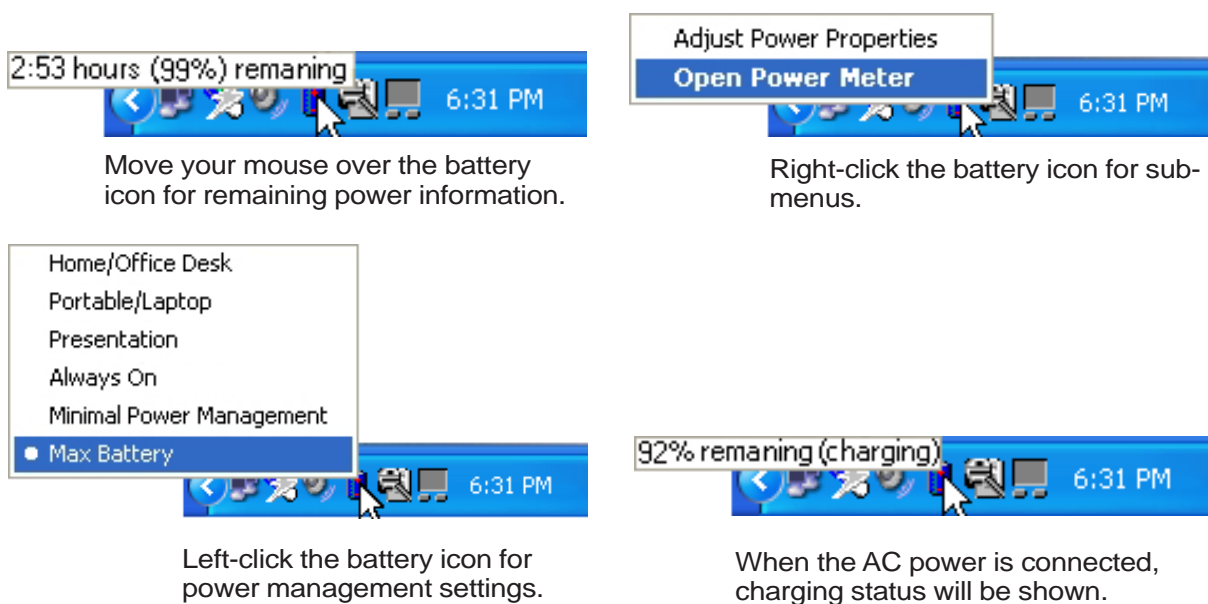 2:53 hours (99%) remaning
6:31 PM
Move your mouse over the battery
icon for remaining power information.
Adjust Power Properties
Open Power Meter
6:31 PM
Right-click the battery icon for sub-
menus.
Home/Office Desk
Portable/Laptop
Presentation
Always On
Minimal Power Management
Max Battery
6:31 PM
Left-click the battery icon for
power management settings.
92% remaning (charging)
6:31 PM
When the AC power is connected,
charging status will be shown.